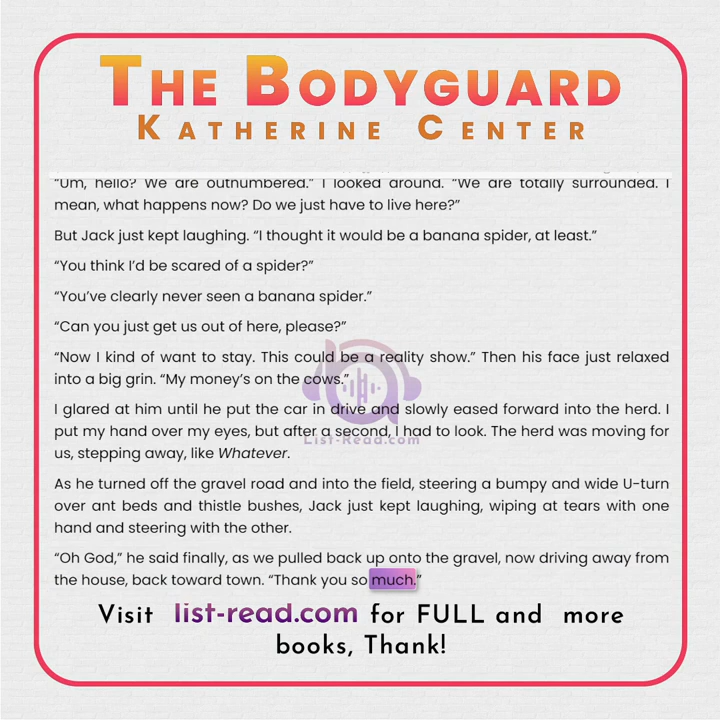 THE BODYGUARD
KATHERINE CENTER
“Um, hello? We are outnumbered.” I looked around. “We are totally surrounded. I
mean, what happens now? Do we just have to live here?”
But Jack just kept laughing. “I thought it would be a banana spider, at least.”
“You think I’d be scared of a spider?”
“You’ve clearly never seen a banana spider.”
“Can you just get us out of here, please?”
“Now I kind of want to stay. This could be a reality show.” Then his face just relaxed
into a big grin. “My money’s on the cows.”
I glared at him until he put the car in drive and slowly eased forward into the herd. I
put my hand over my eyes, but after a second, I had to look. The herd was moving for
List-Read.com
us, stepping away, like Whatever.
As he turned off the gravel road and into the field, steering a bumpy and wide U-turn
over ant beds and thistle bushes, Jack just kept laughing, wiping at tears with one
hand and steering with the other.
“Oh God,” he said finally, as we pulled back up onto the gravel, now driving away from
the house, back toward town. “Thank you so much.”
Visit list-read.com for FULL and more
books, Thank!